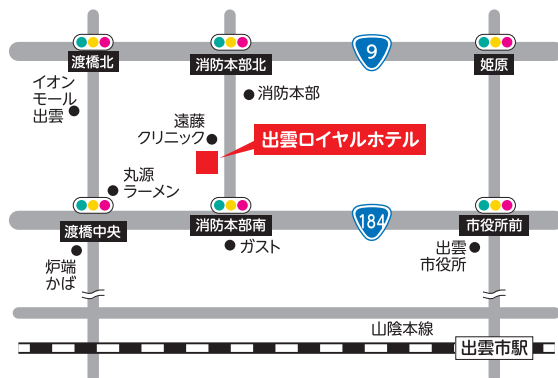 9
渡橋北
消防本部北
姫原
イオン
モール
出雲
消防本部
遠藤
クリニック
出雲ロイヤルホテル
丸源
ラーメン
184
渡橋中央
消防本部南
市役所前
炉端
かば
ガスト
出雲
市役所
山陰本線
出雲市駅